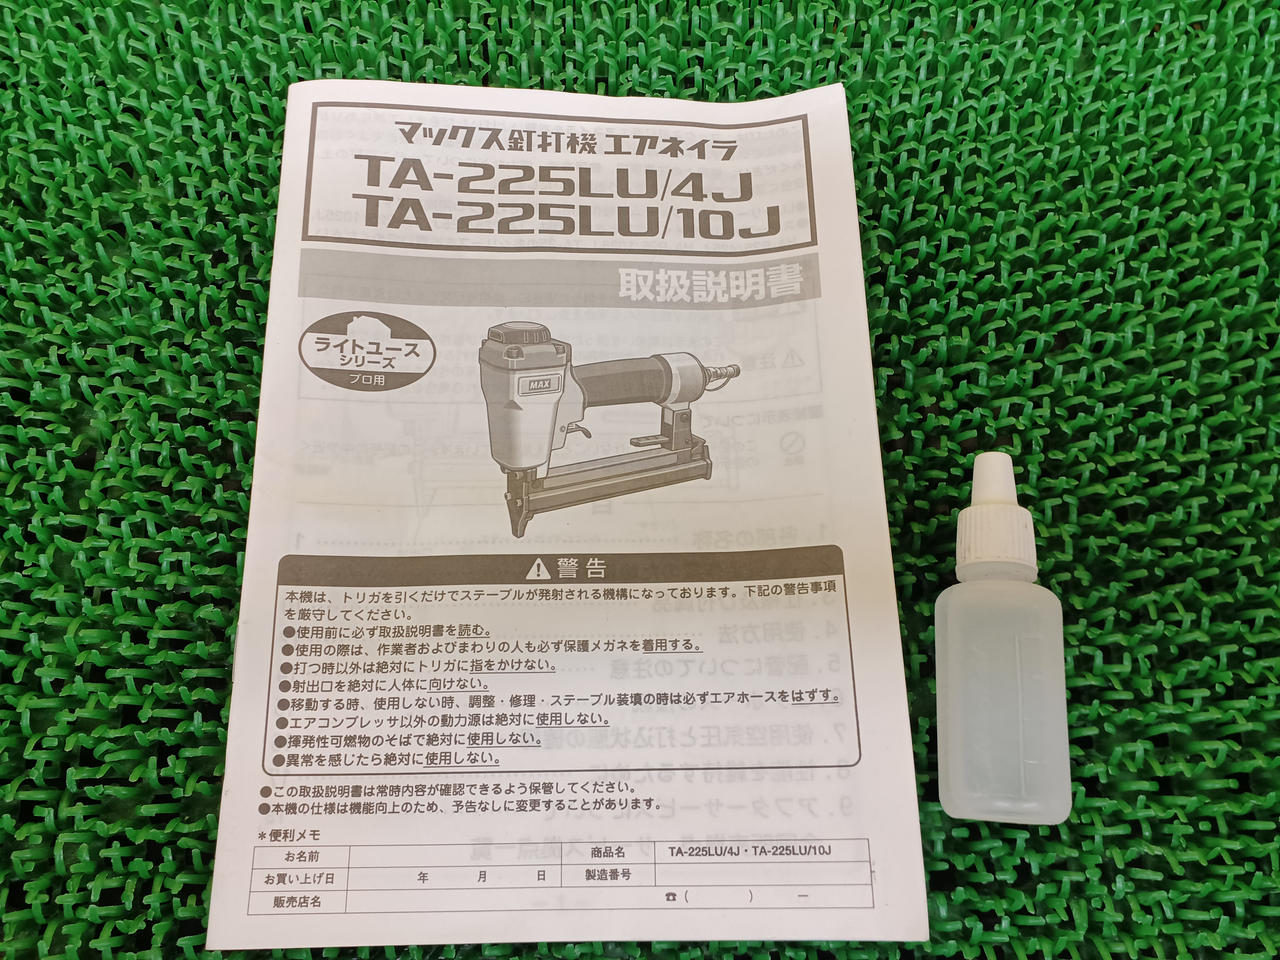 マックス釘打機 エアネイラ
TA-225LU/4J
TA-225LU/10J
取扱説明書
ライトユース
シリーズ
プロ用
MAX
警告
本機は、トリガを引くだけでステープルが発射される機構になっております。下記の警告事項
を厳守してください。
●使用前に必ず取扱説明書を読む。
●使用の際は、作業者およびまわりの人も必ず保護メガネを着用する。
●打つ時以外は絶対にトリガに指をかけない。
●射出口を絶対に人体に向けない。
●移動する時、使用しない時、調整・修理・ステープル装填の時は必ずエアホースをはずす。
●エアコンプレッサ以外の動力源は絶対に使用しない。
●揮発性可燃物のそばで絶対に使用しない。
●異常を感じたら絶対に使用しない。
●この取扱説明書は常時内容が確認できるよう保管してください。
●本機の仕様は機能向上のため、予告なしに変更することがあります。
*便利メモ
お名前 商品名 TA-225LU/4J・TA-225LU/10J
お買い上げ日 年 月 日 製造番号
販売店名 ☎( ) ー